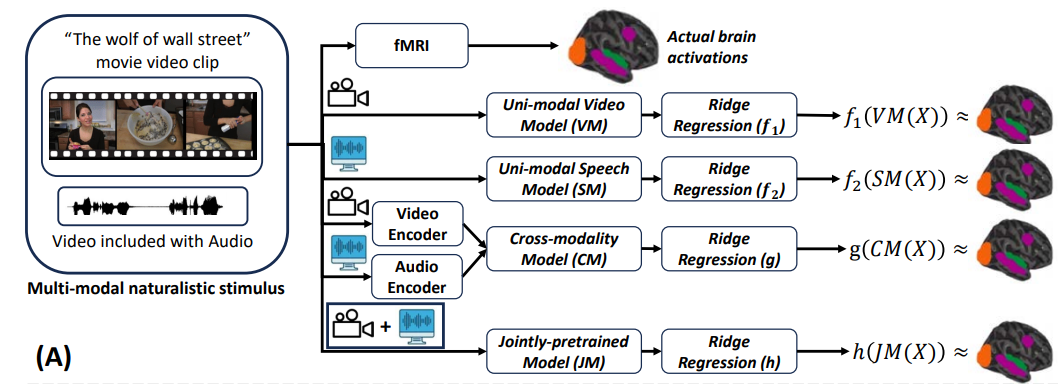 “The wolf of wall street”
movie video clip
Video included with Audio
Multi-modal naturalistic stimulus
(A)
fMRI
Actual brain
activations
Uni-modal Video
Model (VM)
Ridge
Regression (f₁)
f₁(VM(X)) ≈
Uni-modal Speech
Model (SM)
Ridge
Regression (f₂)
f₂(SM(X)) ≈
Video
Encoder
Audio
Encoder
Cross-modality
Model (CM)
Ridge
Regression (g)
g(CM(X)) ≈
+
Jointly-pretrained
Model (JM)
Ridge
Regression (h)
h(JM(X)) ≈